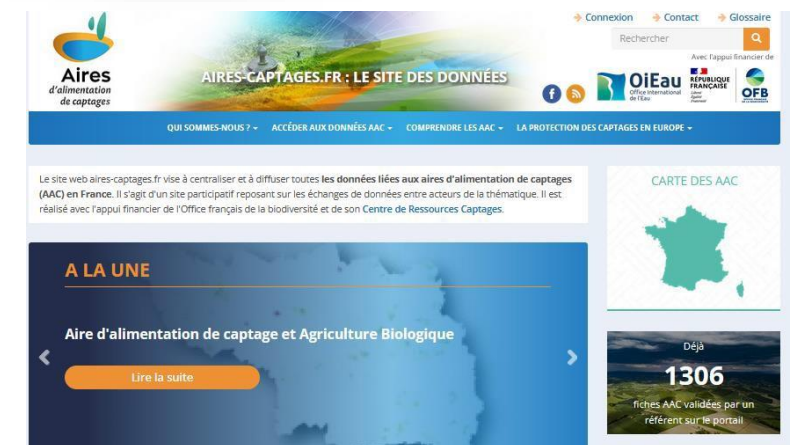 Connexion
Contact
Glossaire
Rechercher
Avec l'appui financier de
Aires
d'alimentation
de captages
AIRES-CAPTAGES.FR : LE SITE DES DONNÉES
OiEau
Office International
de l'Eau
RÉPUBLIQUE
FRANÇAISE
OFB
QUI SOMMES-NOUS ?
ACCÉDER AUX DONNÉES AAC
COMPRENDRE LES AAC
LA PROTECTION DES CAPTAGES EN EUROPE
Le site web aires-captages.fr vise à centraliser et à diffuser toutes les données liées aux aires d'alimentation de captages
(AAC) en France. Il s'agit d'un site participatif reposant sur les échanges de données entre acteurs de la thématique. Il est
réalisé avec l'appui financier de l'Office français de la biodiversité et de son Centre de Ressources Captages.
CARTE DES AAC
A LA UNE
Aire d'alimentation de captage et Agriculture Biologique
Lire la suite
Déjà
1306
fiches AAC validées par un
référent sur le portail